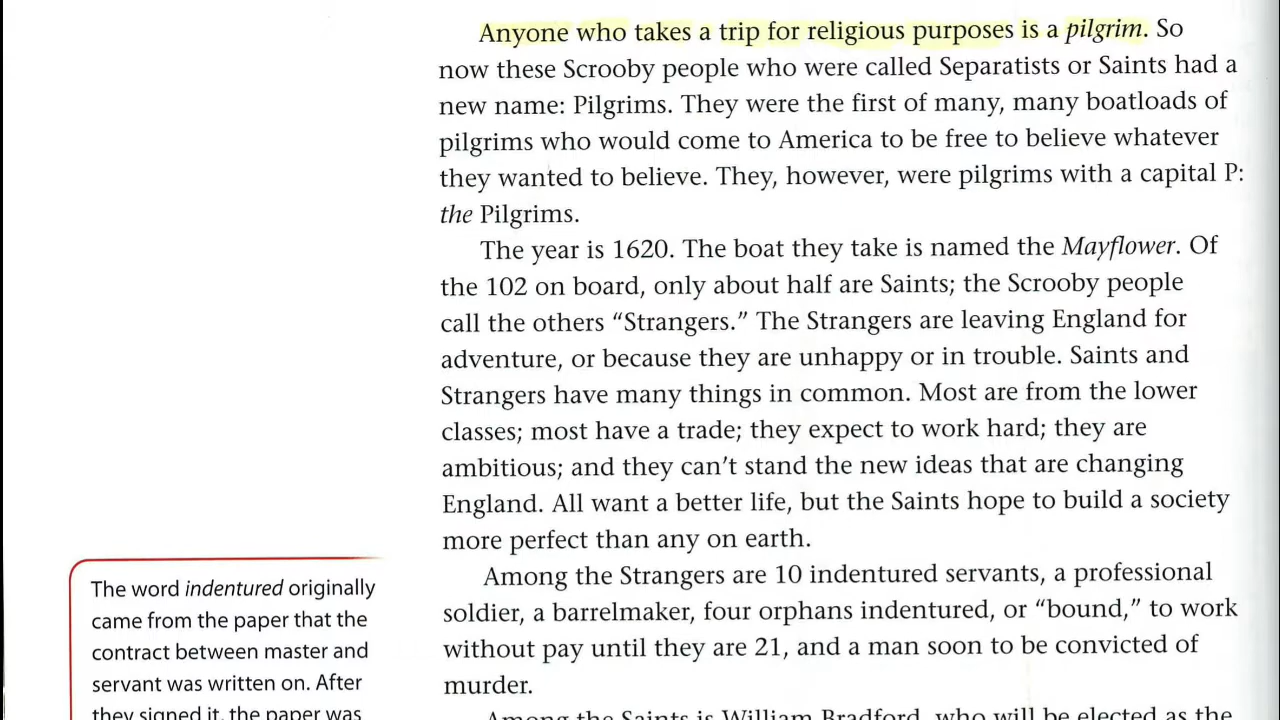 Anyone who takes a trip for religious purposes is a pilgrim. So
now these Scrooby people who were called Separatists or Saints had a
new name: Pilgrims. They were the first of many, many boatloads of
pilgrims who would come to America to be free to believe whatever
they wanted to believe. They, however, were pilgrims with a capital P:
the Pilgrims.
The year is 1620. The boat they take is named the Mayflower. Of
the 102 on board, only about half are Saints; the Scrooby people
call the others “Strangers.” The Strangers are leaving England for
adventure, or because they are unhappy or in trouble. Saints and
Strangers have many things in common. Most are from the lower
classes; most have a trade; they expect to work hard; they are
ambitious; and they can’t stand the new ideas that are changing
England. All want a better life, but the Saints hope to build a society
more perfect than any on earth.
Among the Strangers are 10 indentured servants, a professional
soldier, a barrelmaker, four orphans indentured, or “bound,” to work
without pay until they are 21, and a man soon to be convicted of
murder.
Among the Saints is William Bradford, who will be elected as the
The word indentured originally
came from the paper that the
contract between master and
servant was written on. After
they signed it, the paper was